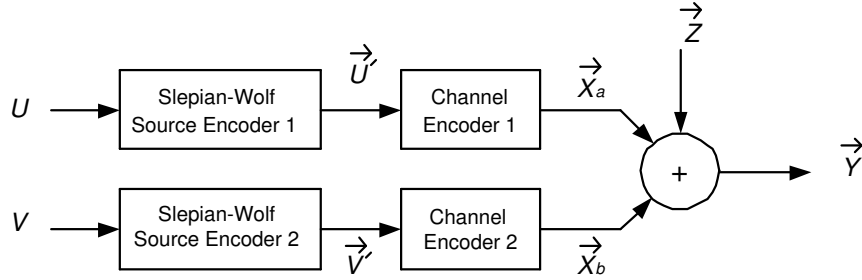 U
Slepian-Wolf
Source Encoder 1
U'
Channel
Encoder 1
Xa
Z
+
Y
V
Slepian-Wolf
Source Encoder 2
V'
Channel
Encoder 2
Xb